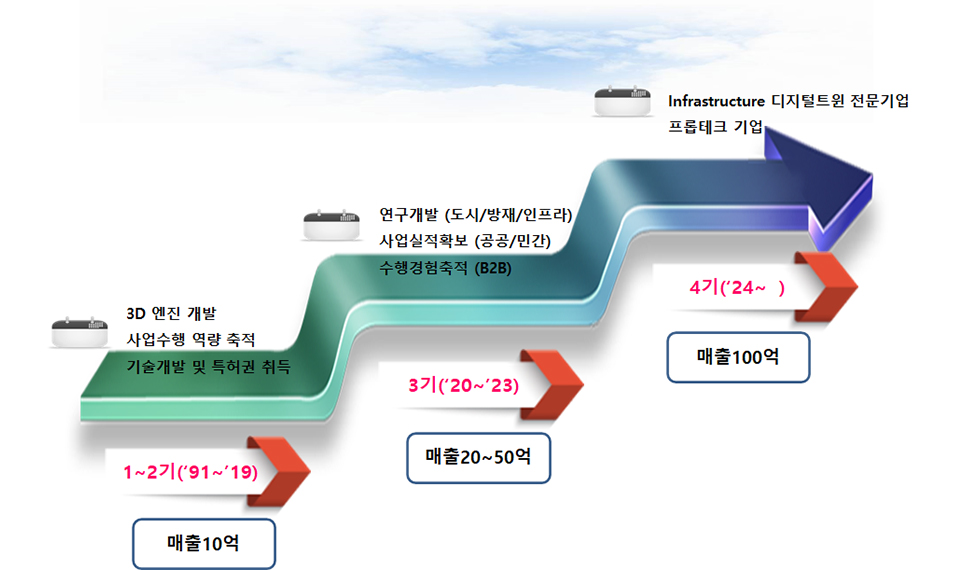 Infrastructure 디지털트윈 전문기업
프롭테크 기업
연구개발 (도시/방재/인프라)
사업실적확보 (공공/민간)
수행경험축적 (B2B)
3D 엔진 개발
사업수행 역량 축적
기술개발 및 특허권 취득
4기(‘24~  )
매출100억
3기(‘20~’23)
매출20~50억
1~2기(‘91~’19)
매출10억